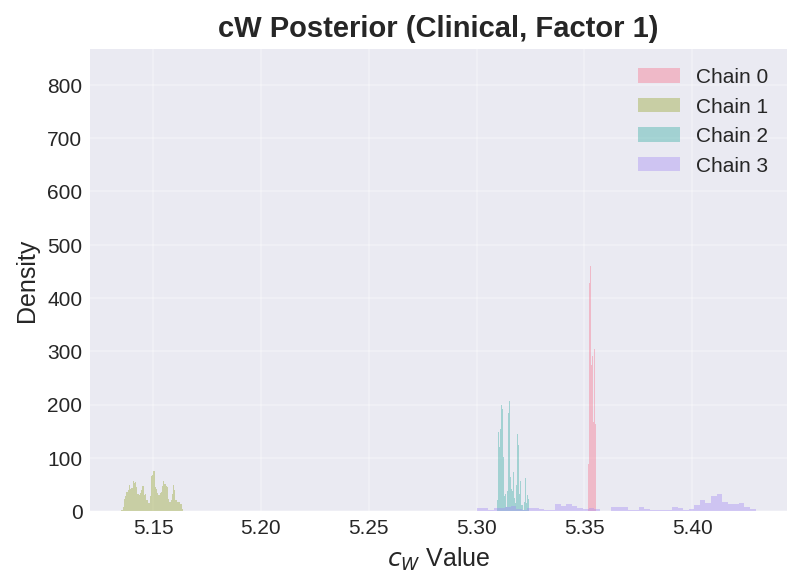 cW Posterior (Clinical, Factor 1)
Chain 0
Chain 1
Chain 2
Chain 3
Density
800
700
600
500
400
300
200
100
0
5.15 5.20 5.25 5.30 5.35 5.40
c_W Value